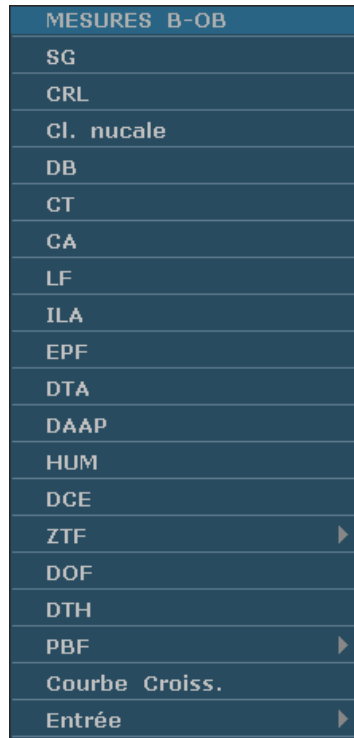 MESURES B-OB
SG
CRL
Cl. nucale
DB
CT
CA
LF
ILA
EPF
DTA
DAAP
HUM
DCE
ZTF
DOF
DTH
PBF
Courbe Croiss.
Entrée